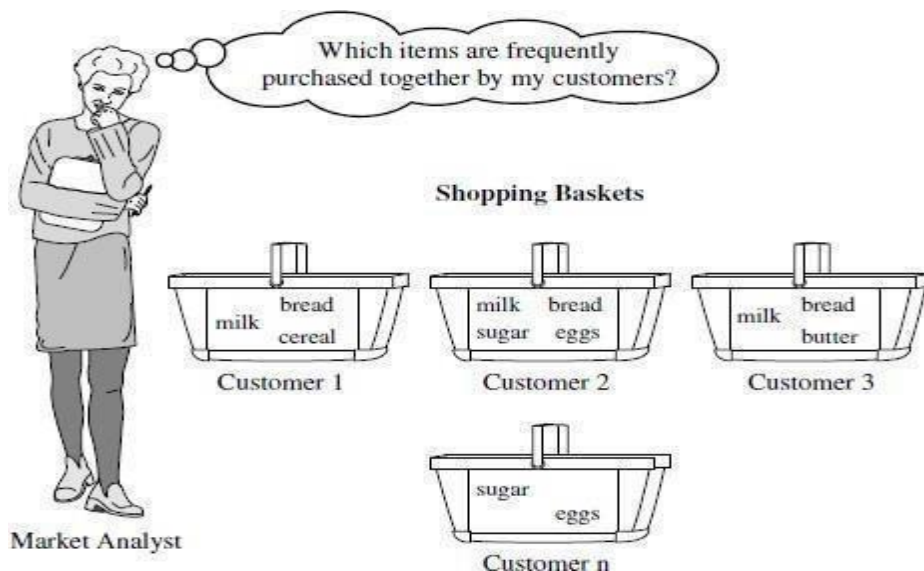 Which items are frequently
purchased together by my customers?
Shopping Baskets
milk
bread
cereal
Customer 1
milk bread
sugar eggs
Customer 2
milk
bread
butter
Customer 3
sugar
eggs
Customer n
Market Analyst